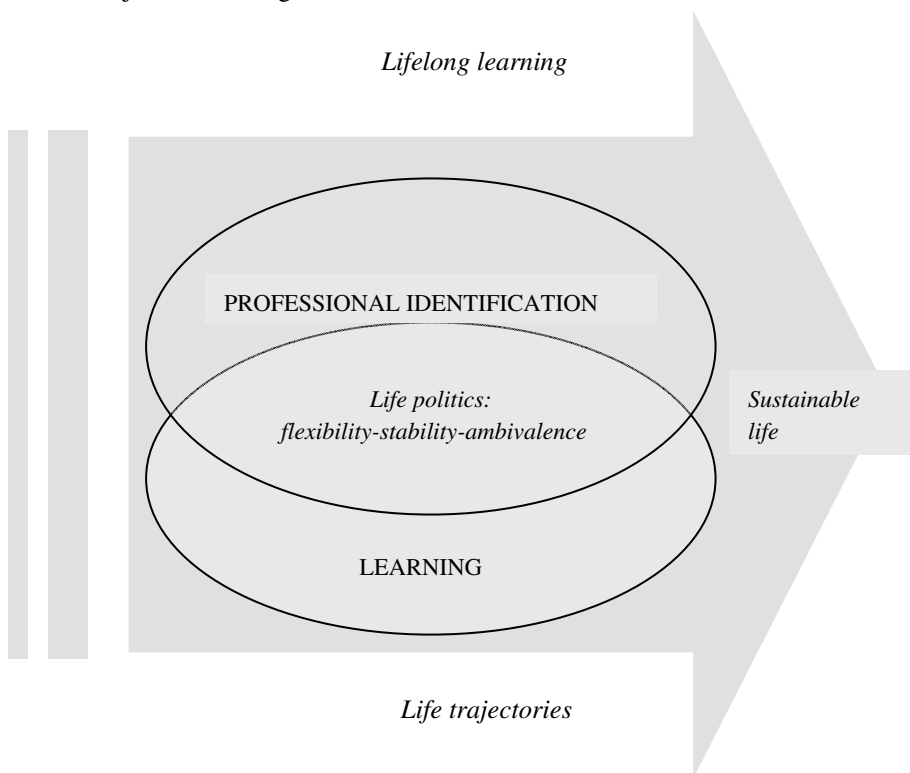 Lifelong learning
PROFESSIONAL IDENTIFICATION
Life politics:
flexibility-stability-ambivalence
Sustainable
life
LEARNING
Life trajectories